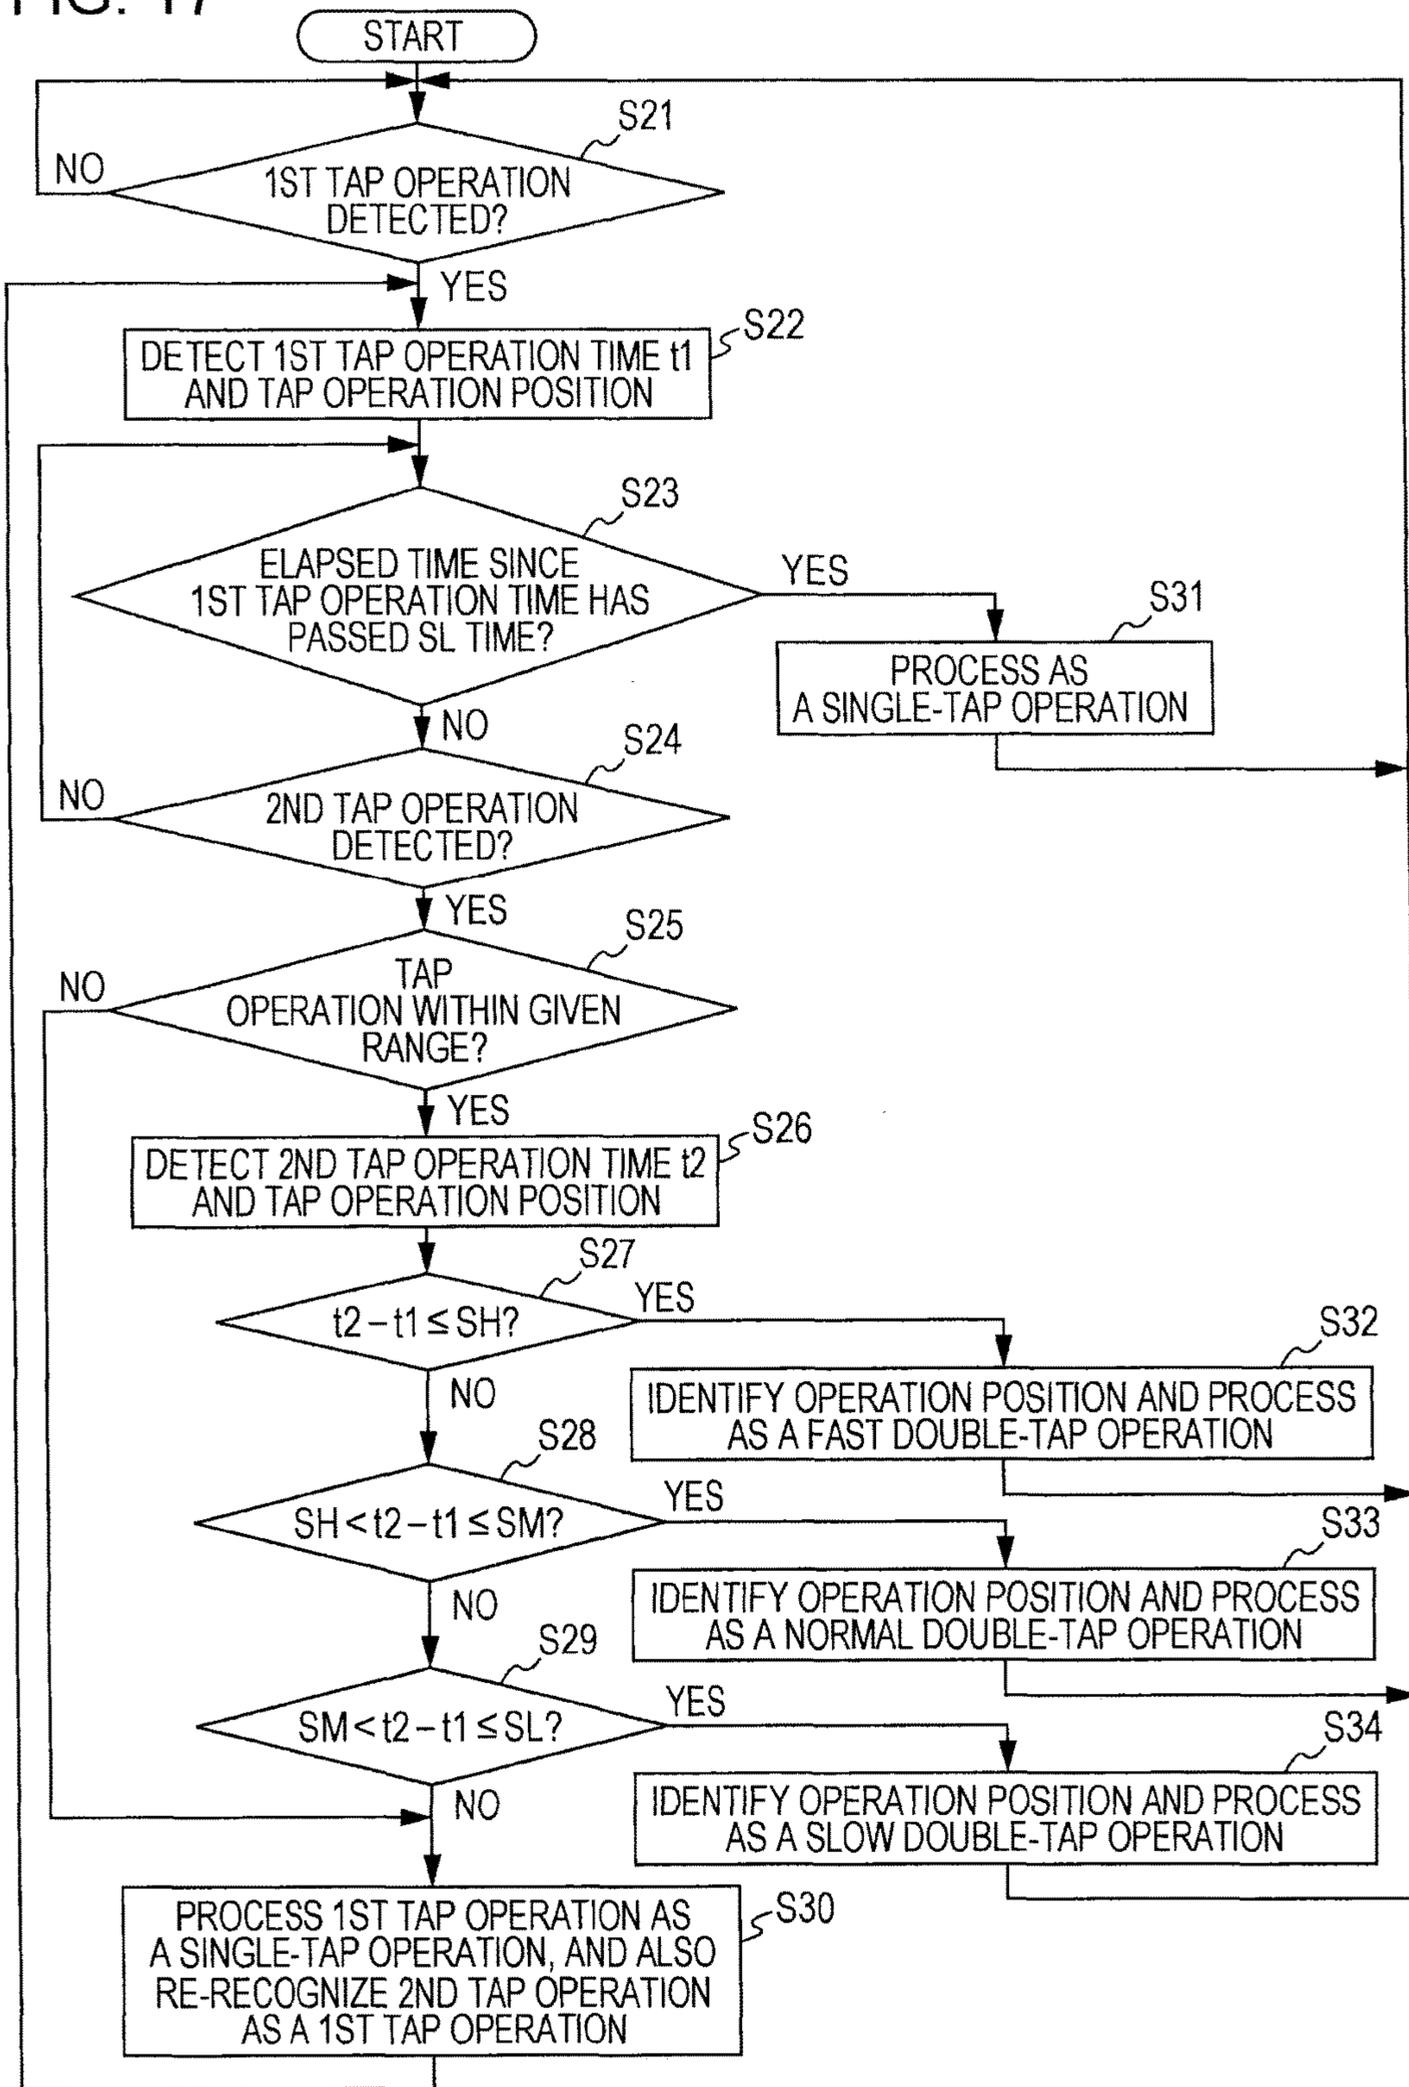 FIG. 17
START
S21
NO
1ST TAP OPERATION
DETECTED?
YES
S22
DETECT 1ST TAP OPERATION TIME t1
AND TAP OPERATION POSITION
S23
ELAPSED TIME SINCE
1ST TAP OPERATION TIME HAS
PASSED SL TIME?
YES
S31
PROCESS AS
A SINGLE-TAP OPERATION
NO
S24
NO
2ND TAP OPERATION
DETECTED?
YES
S25
NO
TAP
OPERATION WITHIN GIVEN
RANGE?
YES
S26
DETECT 2ND TAP OPERATION TIME t2
AND TAP OPERATION POSITION
S27
t2 – t1 ≤ SH?
YES
S32
IDENTIFY OPERATION POSITION AND PROCESS
AS A FAST DOUBLE-TAP OPERATION
NO
S28
SH < t2 – t1 ≤ SM?
YES
S33
IDENTIFY OPERATION POSITION AND PROCESS
AS A NORMAL DOUBLE-TAP OPERATION
NO
S29
SM < t2 – t1 ≤ SL?
YES
S34
IDENTIFY OPERATION POSITION AND PROCESS
AS A SLOW DOUBLE-TAP OPERATION
NO
S30
PROCESS 1ST TAP OPERATION AS
A SINGLE-TAP OPERATION, AND ALSO
RE-RECOGNIZE 2ND TAP OPERATION
AS A 1ST TAP OPERATION